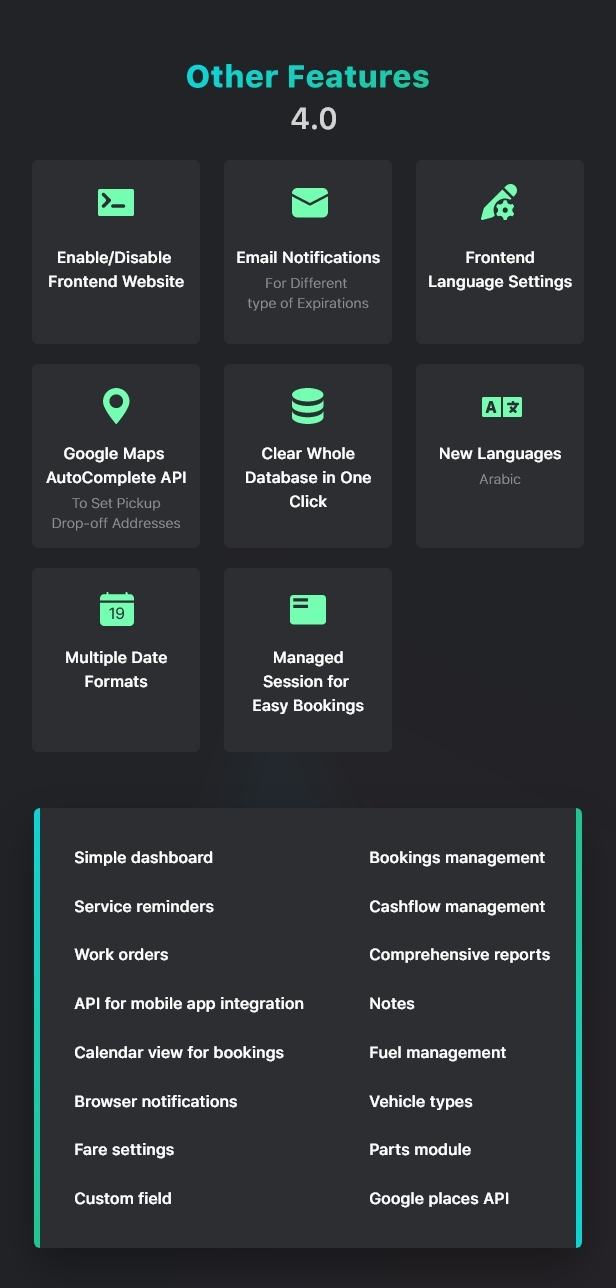 Other Features
4.0
Enable/Disable
Frontend Website
Email Notifications
For Different
type of Expirations
Frontend
Language Settings
Google Maps
AutoComplete API
To Set Pickup
Drop-off Addresses
Clear Whole
Database in One
Click
A 文
New Languages
Arabic
19
Multiple Date
Formats
Managed
Session for
Easy Bookings
Simple dashboard
Bookings management
Service reminders
Cashflow management
Work orders
Comprehensive reports
API for mobile app integration
Notes
Calendar view for bookings
Fuel management
Browser notifications
Vehicle types
Fare settings
Parts module
Custom field
Google places API